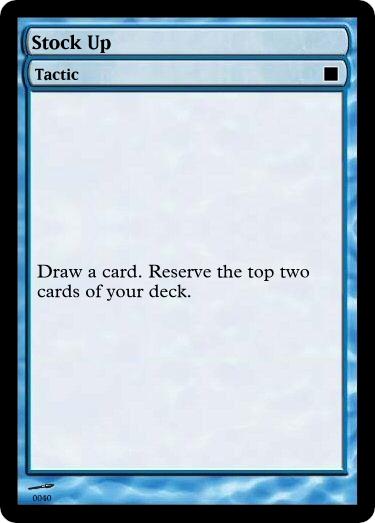 Stock Up
Tactic
Draw a card. Reserve the top two
cards of your deck.
0040